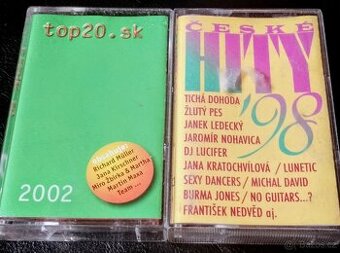 top20.sk
obsahuje:
Richard Müller
Jana Kirschner
Miro Žbirka & Martha
Martin Maxa
Team ...
2002
ČESKÉ
HITY
'98
TICHÁ DOHODA
ŽLUTÝ PES
JANEK LEDECKÝ
JAROMÍR NOHAVICA
DJ LUCIFER
JANA KRATOCHVÍLOVÁ / LUNETIC
SEXY DANCERS / MICHAL DAVID
BURMA JONES / NO GUITARS...?
FRANTIŠEK NEDVĚD aj.